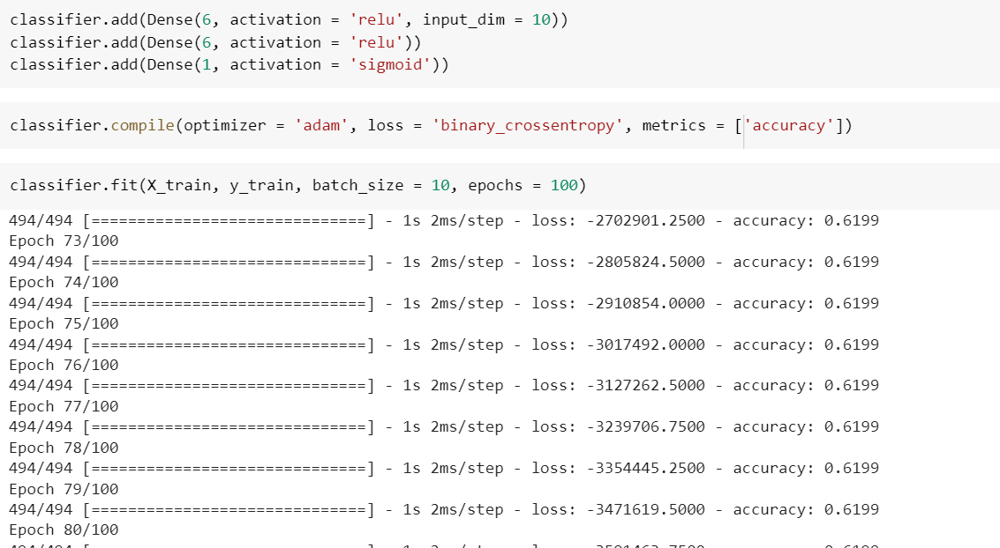 classifier.add(Dense(6, activation = 'relu', input_dim = 10))
classifier.add(Dense(6, activation = 'relu'))
classifier.add(Dense(1, activation = 'sigmoid'))
classifier.compile(optimizer = 'adam', loss = 'binary_crossentropy', metrics = ['accuracy'])
classifier.fit(X_train, y_train, batch_size = 10, epochs = 100)
494/494 [==============================] - 1s 2ms/step - loss: -2702901.2500 - accuracy: 0.6199
Epoch 73/100
494/494 [==============================] - 1s 2ms/step - loss: -2805824.5000 - accuracy: 0.6199
Epoch 74/100
494/494 [==============================] - 1s 2ms/step - loss: -2910854.0000 - accuracy: 0.6199
Epoch 75/100
494/494 [==============================] - 1s 2ms/step - loss: -3017492.0000 - accuracy: 0.6199
Epoch 76/100
494/494 [==============================] - 1s 2ms/step - loss: -3127262.5000 - accuracy: 0.6199
Epoch 77/100
494/494 [==============================] - 1s 2ms/step - loss: -3239706.7500 - accuracy: 0.6199
Epoch 78/100
494/494 [==============================] - 1s 2ms/step - loss: -3354445.2500 - accuracy: 0.6199
Epoch 79/100
494/494 [==============================] - 1s 2ms/step - loss: -3471619.5000 - accuracy: 0.6199
Epoch 80/100